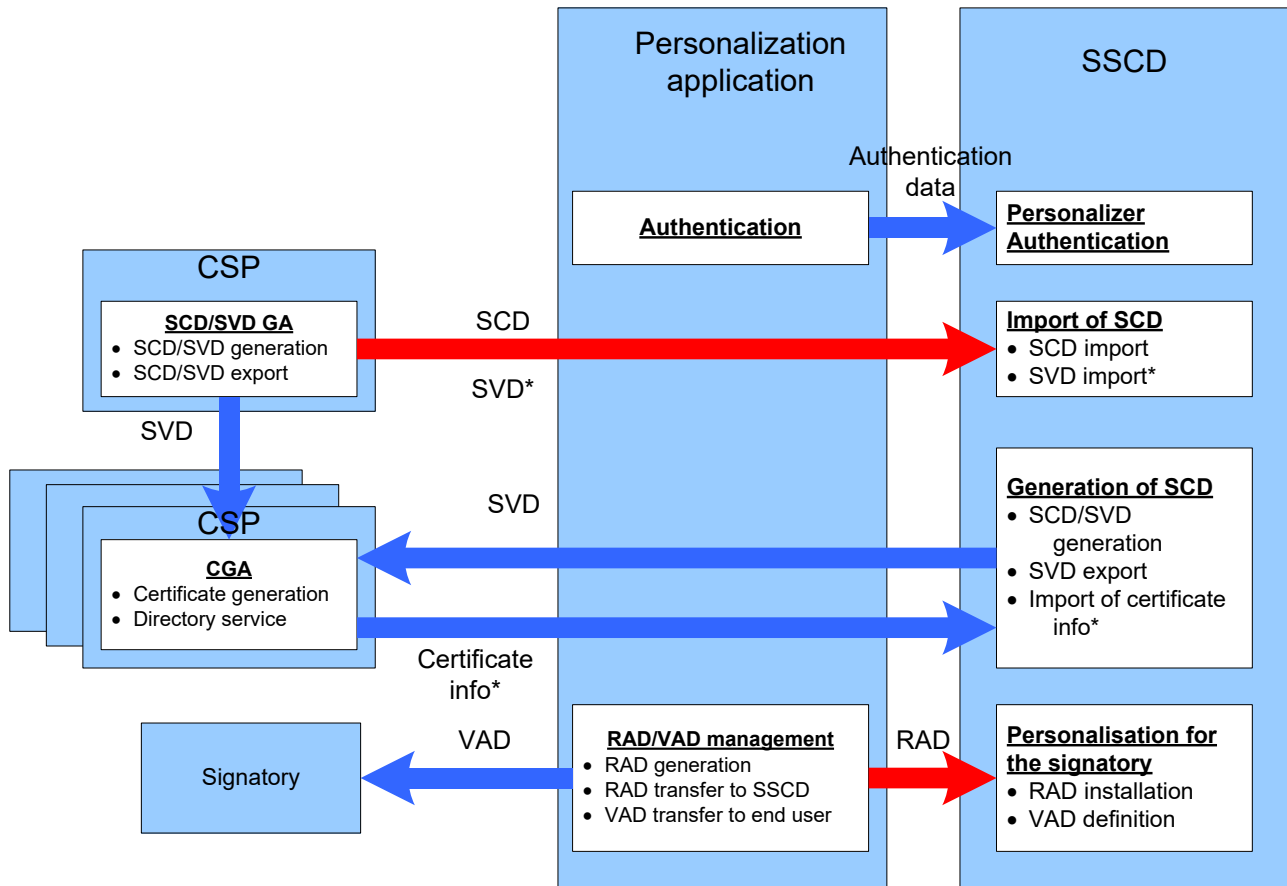 Personalization
application
SSCD
Authentication
data
Authentication
Personalizer
Authentication
CSP
SCD/SVD GA
• SCD/SVD generation
• SCD/SVD export
SCD
SVD*
Import of SCD
• SCD import
• SVD import*
SVD
CSP
CGA
• Certificate generation
• Directory service
SVD
Generation of SCD
• SCD/SVD
generation
• SVD export
• Import of certificate
info*
Certificate
info*
Signatory
VAD
RAD/VAD management
• RAD generation
• RAD transfer to SSCD
• VAD transfer to end user
RAD
Personalisation for
the signatory
• RAD installation
• VAD definition